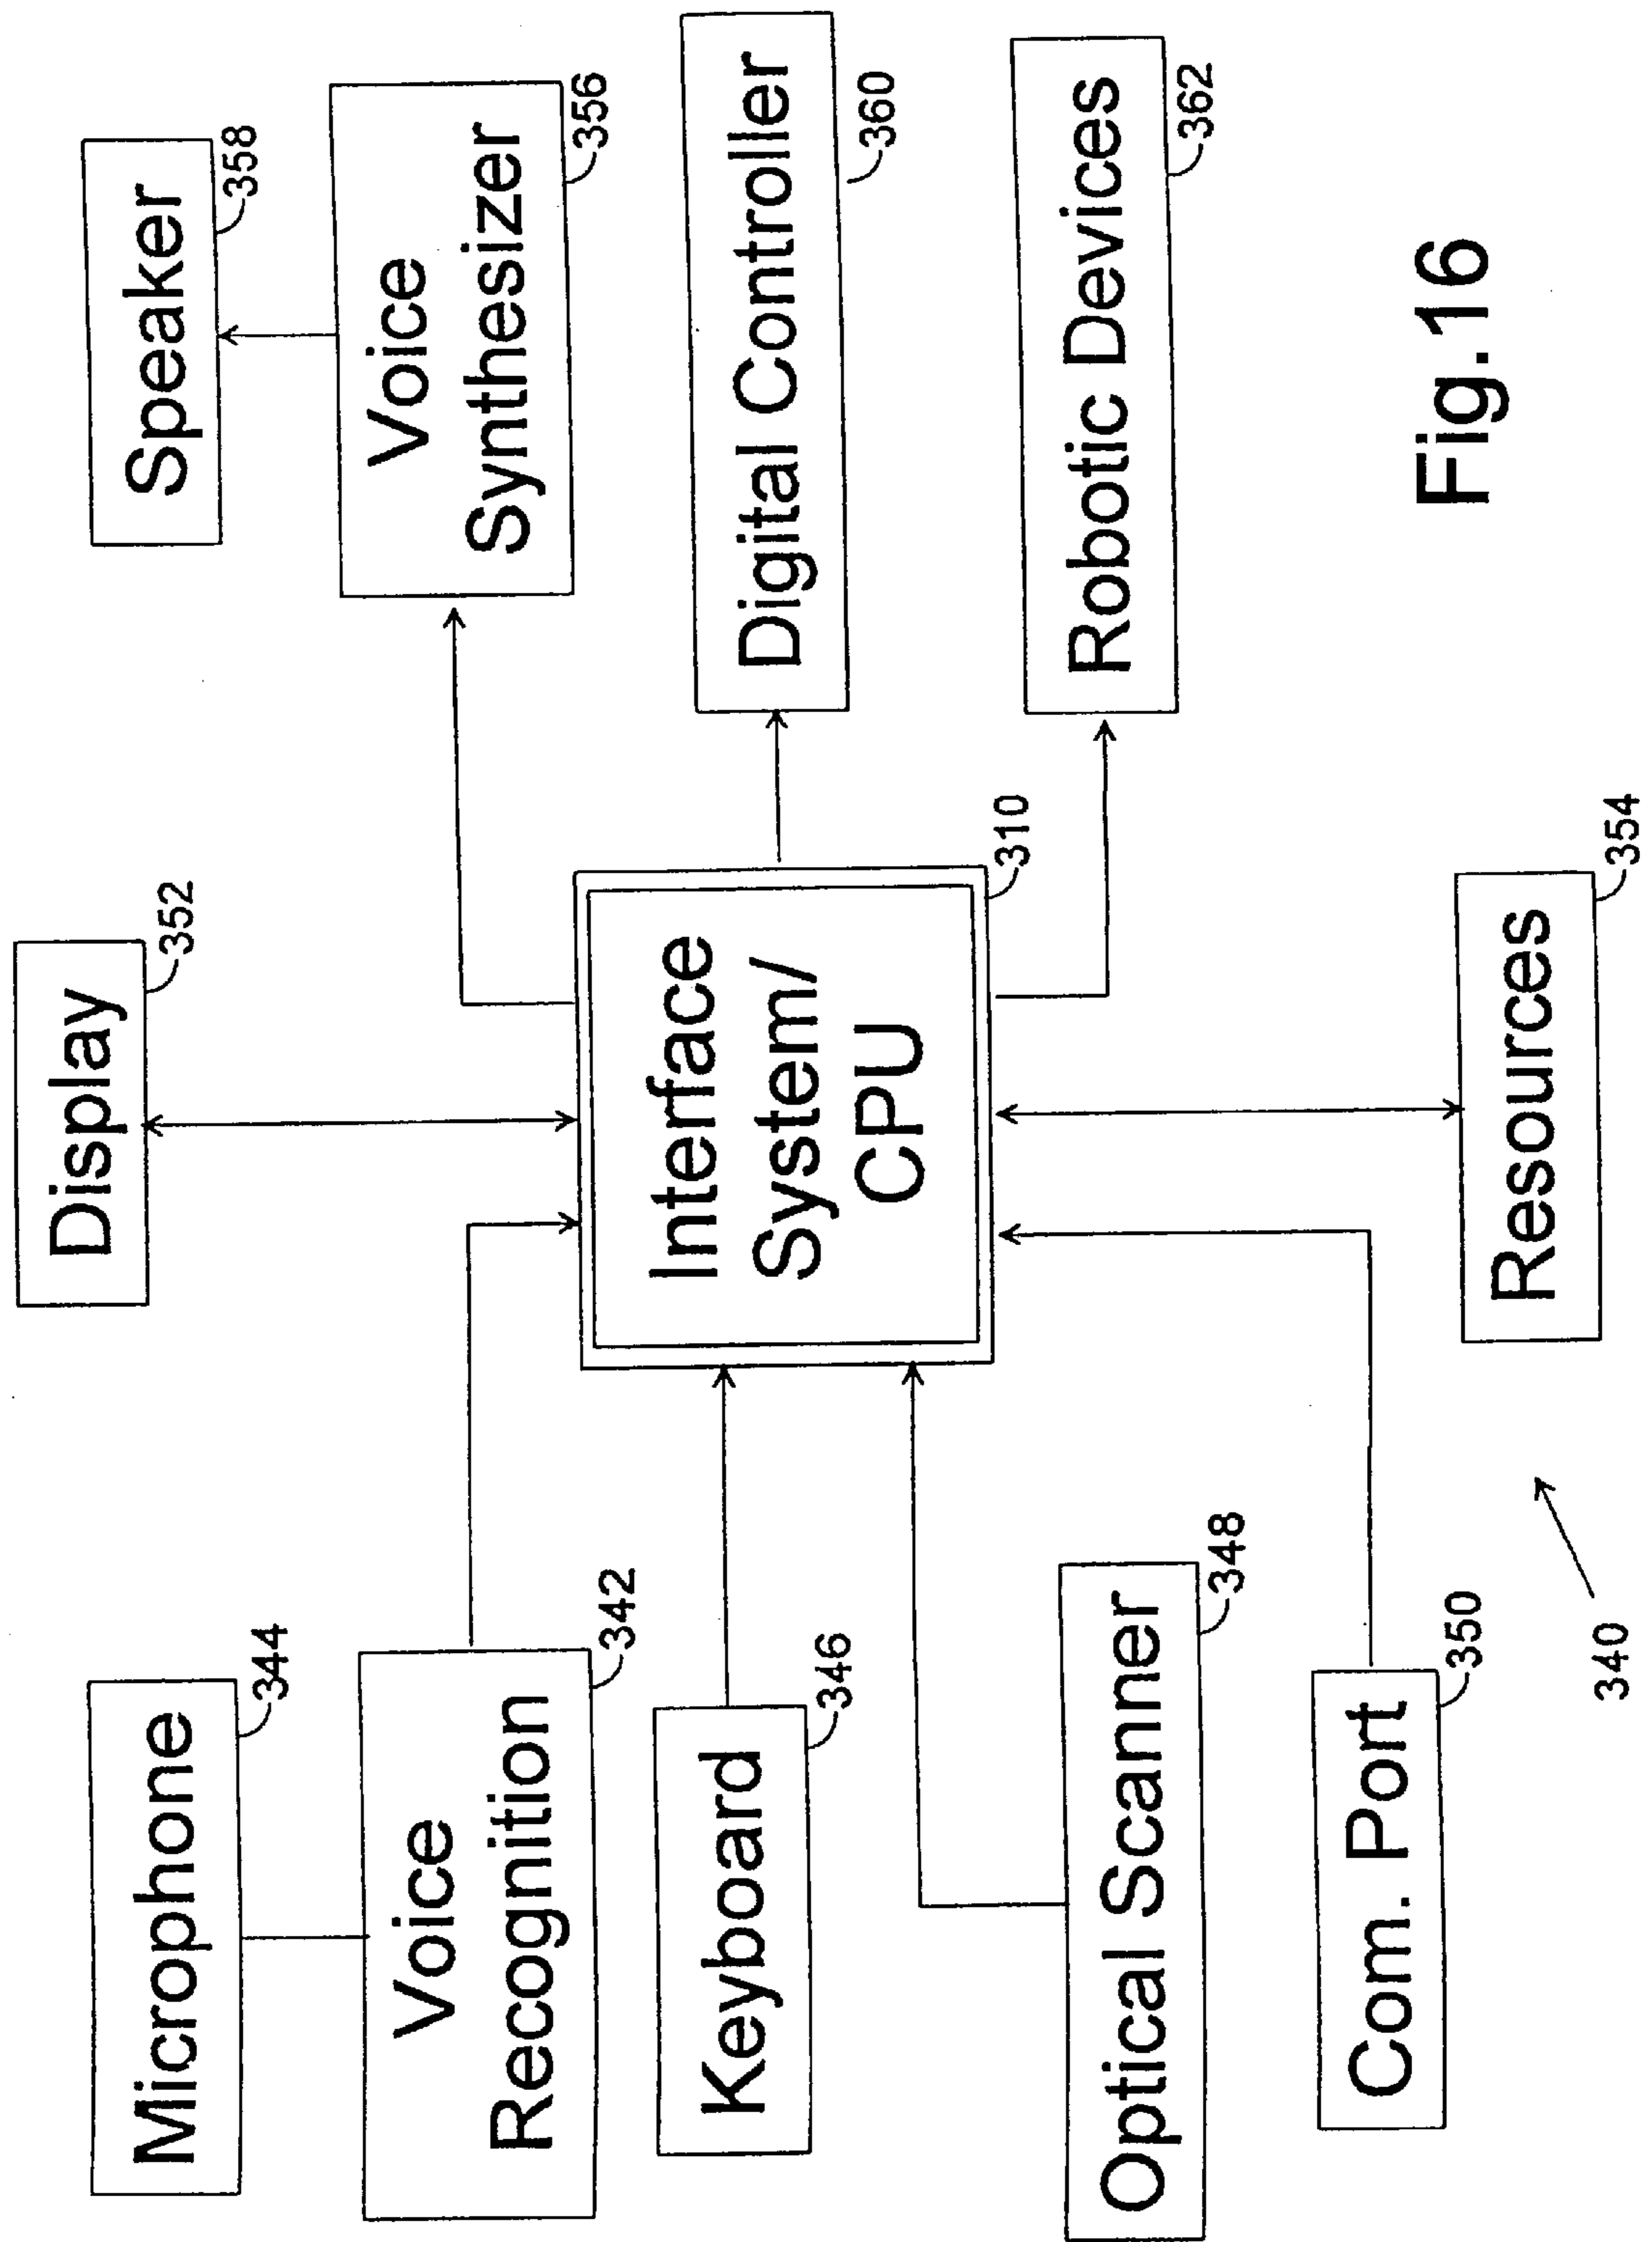 Microphone
344
Voice
Recognition
342
Keyboard
346
Optical Scanner
348
Com. Port
350
340
Display
352
Interface
System/
CPU
310
Resources
354
Speaker
358
Voice
Synthesizer
356
Digital Controller
360
Robotic Devices
362
Fig.16